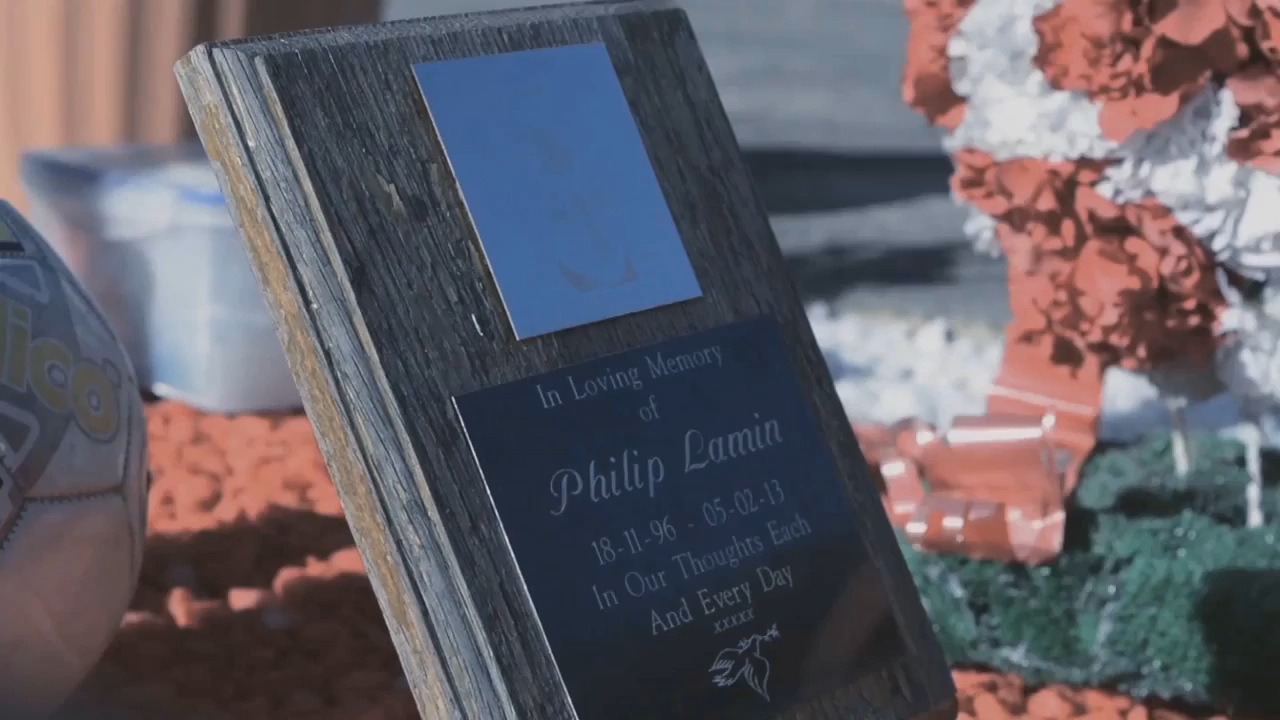 In Loving Memory
of
Philip Lamin
18-11-96 - 05-02-13
In Our Thoughts Each
And Every Day
xxxxx